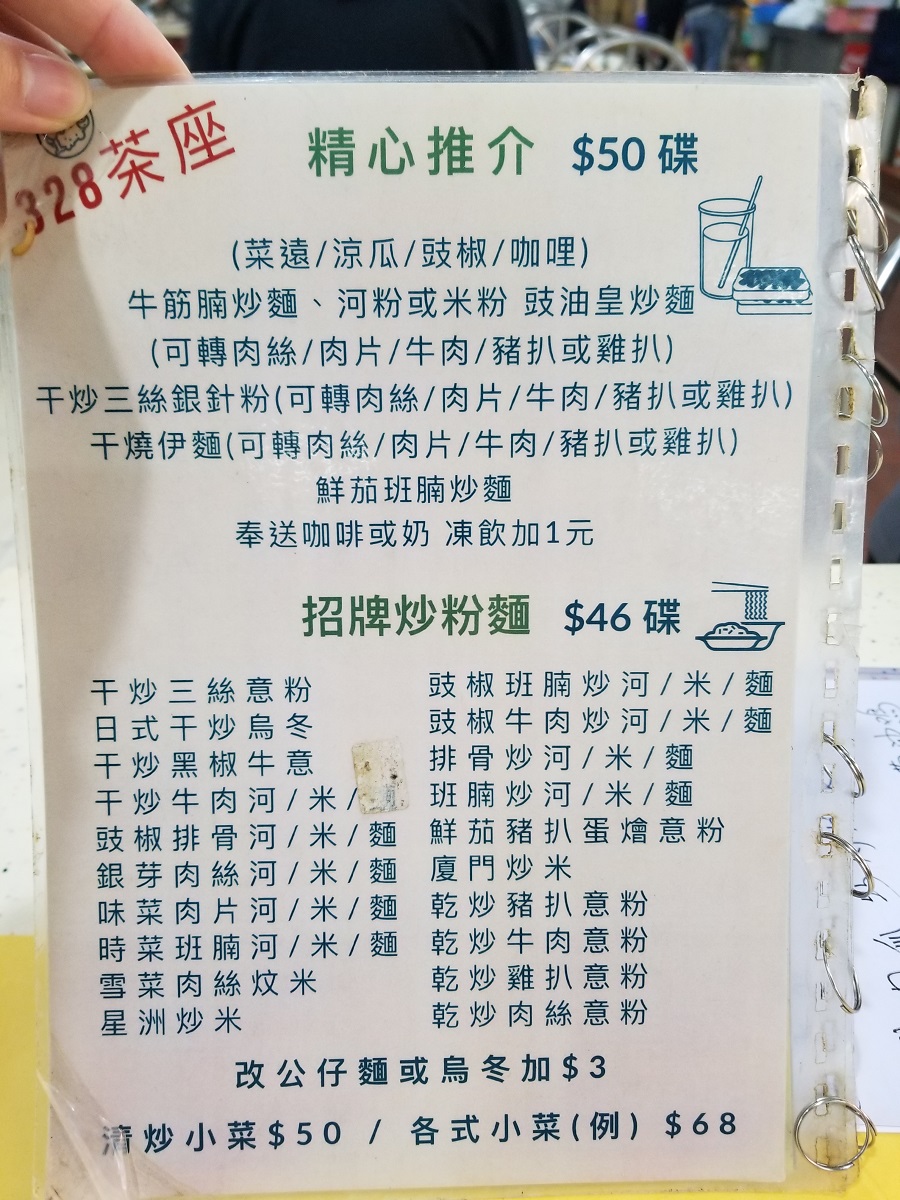 328茶座
精心推介 $50 碟
(菜遠/涼瓜/豉椒/咖哩)
牛筋腩炒麵、河粉或米粉 豉油皇炒麵
(可轉肉絲/肉片/牛肉/豬扒或雞扒)
干炒三絲銀針粉(可轉肉絲/肉片/牛肉/豬扒或雞扒)
干燒伊麵(可轉肉絲/肉片/牛肉/豬扒或雞扒)
鮮茄班腩炒麵
奉送咖啡或奶 凍飲加1元
招牌炒粉麵 $46 碟
干炒三絲意粉
日式干炒烏冬
干炒黑椒牛意
干炒牛肉河/米/
豉椒排骨河/米/麵
銀芽肉絲河/米/麵
味菜肉片河/米/麵
時菜班腩河/米/麵
雪菜肉絲炆米
星洲炒米
豉椒班腩炒河/米/麵
豉椒牛肉炒河/米/麵
排骨炒河/米/麵
班腩炒河/米/麵
鮮茄豬扒蛋燴意粉
廈門炒米
乾炒豬扒意粉
乾炒牛肉意粉
乾炒雞扒意粉
乾炒肉絲意粉
改公仔麵或烏冬加$3
清炒小菜$50 / 各式小菜(例) $68